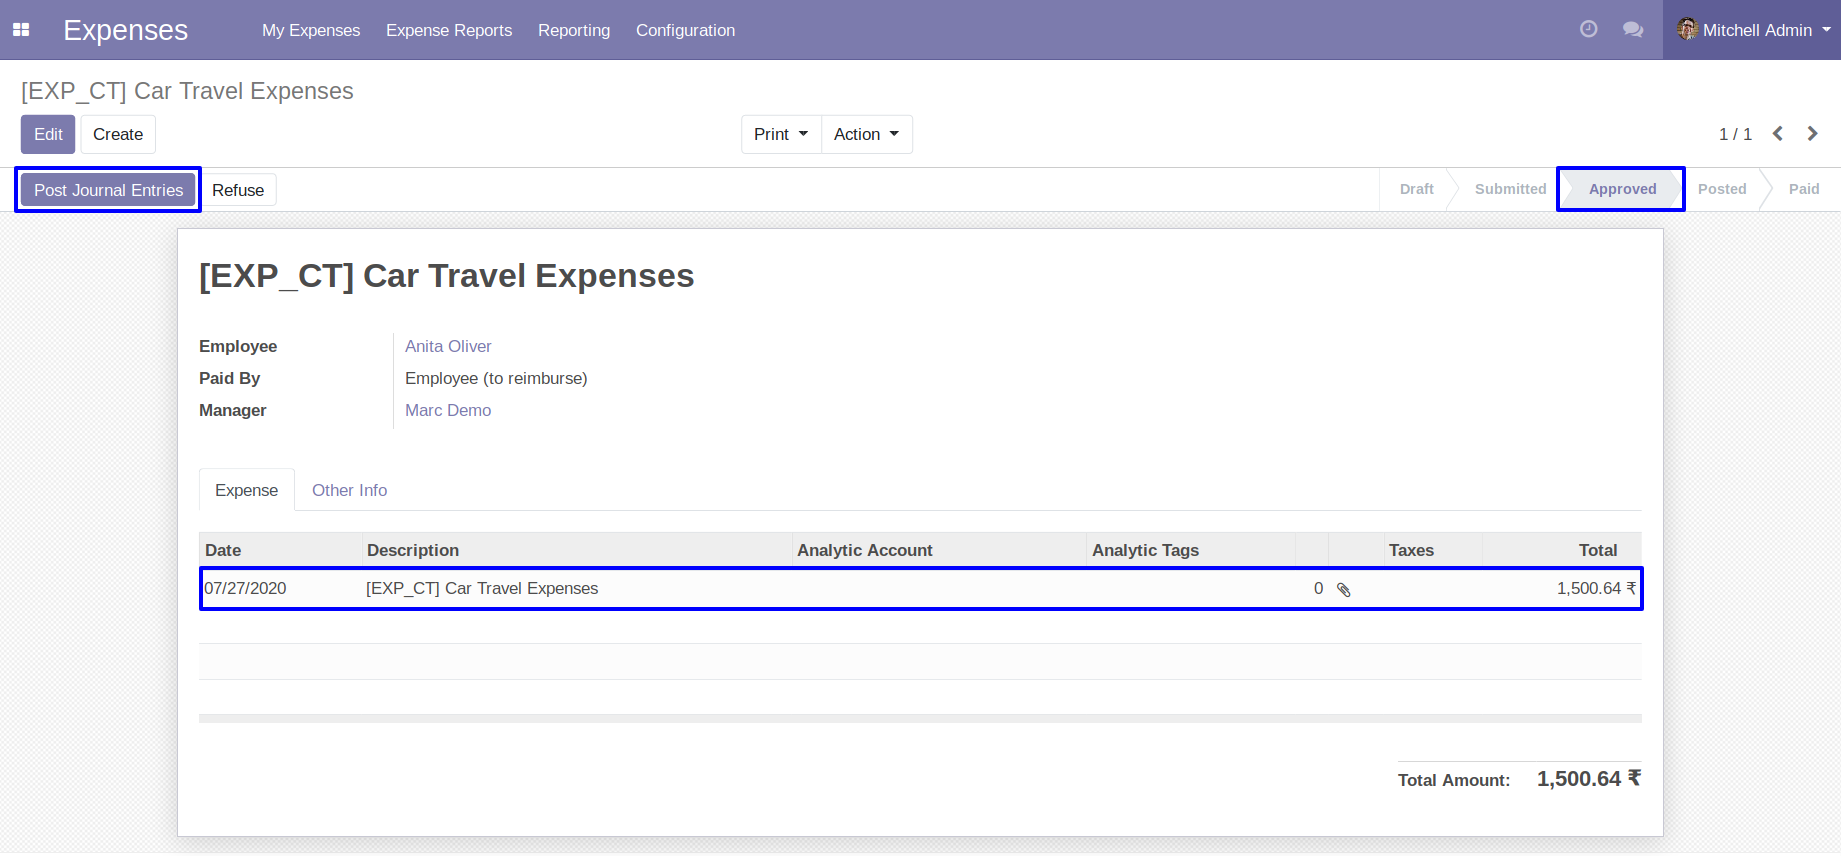 Expenses My Expenses Expense Reports Reporting Configuration Mitchell Admin
[EXP_CT] Car Travel Expenses
Edit Create Print Action 1 / 1
Post Journal Entries Refuse Draft Submitted Approved Posted Paid
[EXP_CT] Car Travel Expenses
Employee Anita Oliver
Paid By Employee (to reimburse)
Manager Marc Demo
Expense Other Info
Date Description Analytic Account Analytic Tags Taxes Total
07/27/2020 [EXP_CT] Car Travel Expenses 0 1,500.64 ₹
Total Amount: 1,500.64 ₹